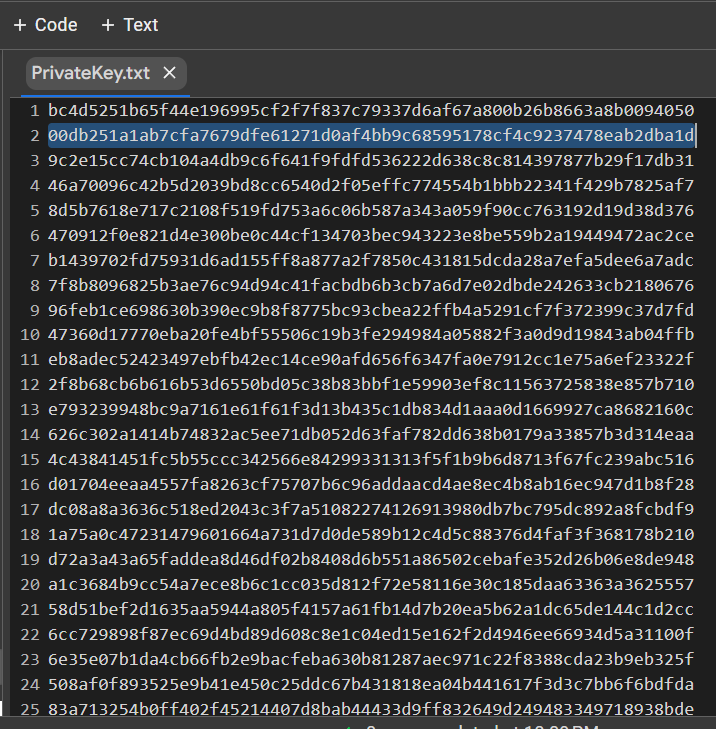 + Code + Text
PrivateKey.txt ×
1 bc4d5251b65f44e196995cf2f7f837c79337d6af67a800b26b8663a8b0094050
2 00db251a1ab7cfa7679dfe61271d0af4bb9c68595178cf4c9237478eab2dba1d
3 9c2e15cc74cb104a4db9c6f641f9fdfd536222d638c8c814397877b29f17db31
4 46a70096c42b5d2039bd8cc6540d2f05effc774554b1bbb22341f429b7825af7
5 8d5b7618e717c2108f519fd753a6c06b587a343a059f90cc763192d19d38d376
6 470912f0e821d4e300be0c44cf134703bec943223e8be559b2a19449472ac2ce
7 b1439702fd75931d6ad155ff8a877a2f7850c431815dcda28a7efa5dee6a7adc
8 7f8b8096825b3ae76c94d94c41facbdb6b3cb7a6d7e02dbde242633cb2180676
9 96feb1ce698630b390ec9b8f8775bc93cbea22ffb4a5291cf7f372399c37d7fd
10 47360d17770eba20fe4bf55506c19b3fe294984a05882f3a0d9d19843ab04ffb
11 eb8adec52423497ebfb42ec14ce90afd656f6347fa0e7912cc1e75a6ef23322f
12 2f8b68cb6b616b53d6550bd05c38b83bbf1e59903ef8c11563725838e857b710
13 e793239948bc9a7161e61f61f3d13b435c1db834d1aaa0d1669927ca8682160c
14 626c302a1414b74832ac5ee71db052d63faf782dd638b0179a33857b3d314eaa
15 4c43841451fc5b55ccc342566e84299331313f5f1b9b6d8713f67fc239abc516
16 d01704eeaa4557fa8263cf75707b6c96addaacd4ae8ec4b8ab16ec947d1b8f28
17 dc08a8a3636c518ed2043c3f7a51082274126913980db7bc795dc892a8fcbdf9
18 1a75a0c47231479601664a731d7d0de589b12c4d5c88376d4faf3f368178b210
19 d72a3a43a65faddea8d46df02b8408d6b551a86502cebafe352d26b06e8de948
20 a1c3684b9cc54a7ece8b6c1cc035d812f72e58116e30c185daa63363a3625557
21 58d51bef2d1635aa5944a805f4157a61fb14d7b20ea5b62a1dc65de144c1d2cc
22 6cc729898f87ec69d4bd89d608c8e1c04ed15e162f2d4946ee66934d5a31100f
23 6e35e07b1da4cb66fb2e9bacfeba630b81287aec971c22f8388cda23b9eb325f
24 508af0f893525e9b41e450c25ddc67b431818ea04b441617f3d3c7bb6f6bdfda
25 83a713254b0ff402f45214407d8bab44433d9ff832649d249483349718938bde